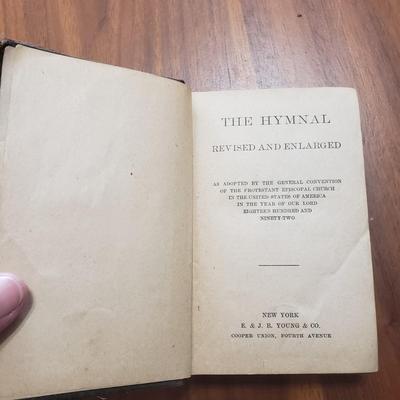 THE HYMNAL
REVISED AND ENLARGED
AS ADOPTED BY THE GENERAL CONVENTION
OF THE PROTESTANT EPISCOPAL CHURCH
IN THE UNITED STATES OF AMERICA
IN THE YEAR OF OUR LORD
EIGHTEEN HUNDRED AND
NINETY-TWO
NEW YORK
E. & J. B. YOUNG & CO.
COOPER UNION, FOURTH AVENUE